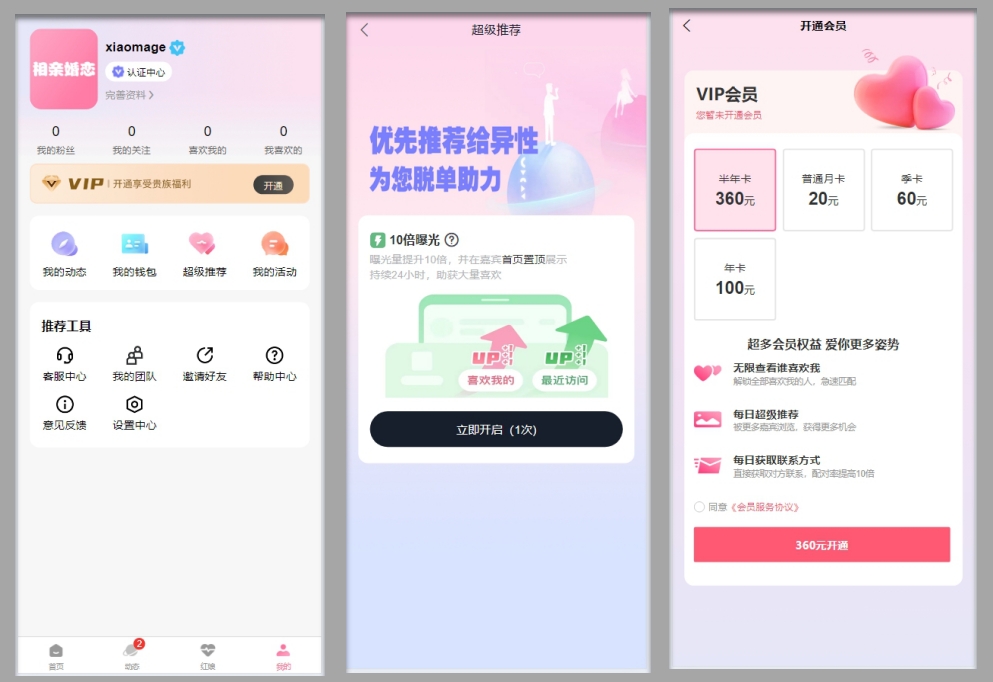 相亲婚恋
xiaomage
认证中心
完善资料
0 0 0 0
我的粉丝 我的关注 喜欢我的 我喜欢的
VIP 开通享受贵族福利 开通
我的动态 我的钱包 超级推荐 我的活动
推荐工具
客服中心 我的团队 邀请好友 帮助中心
意见反馈 设置中心
2
首页 动态 红娘 我的
超级推荐
优先推荐给异性
为您脱单助力
10倍曝光
曝光量提升10倍，并在嘉宾首页置顶展示
持续24小时，助获大量喜欢
UP UP
喜欢我的 最近访问
立即开启（1次）
开通会员
VIP会员
您暂未开通会员
半年卡 普通月卡 季卡
360元 20元 60元
年卡
100元
超多会员权益 爱你更多姿势
无限查看谁喜欢我
解锁全部喜欢我的人，急速匹配
每日超级推荐
被更多嘉宾浏览，获得更多机会
每日获取联系方式
直接获取对方联系，配对率提高10倍
同意《会员服务协议》
360元开通